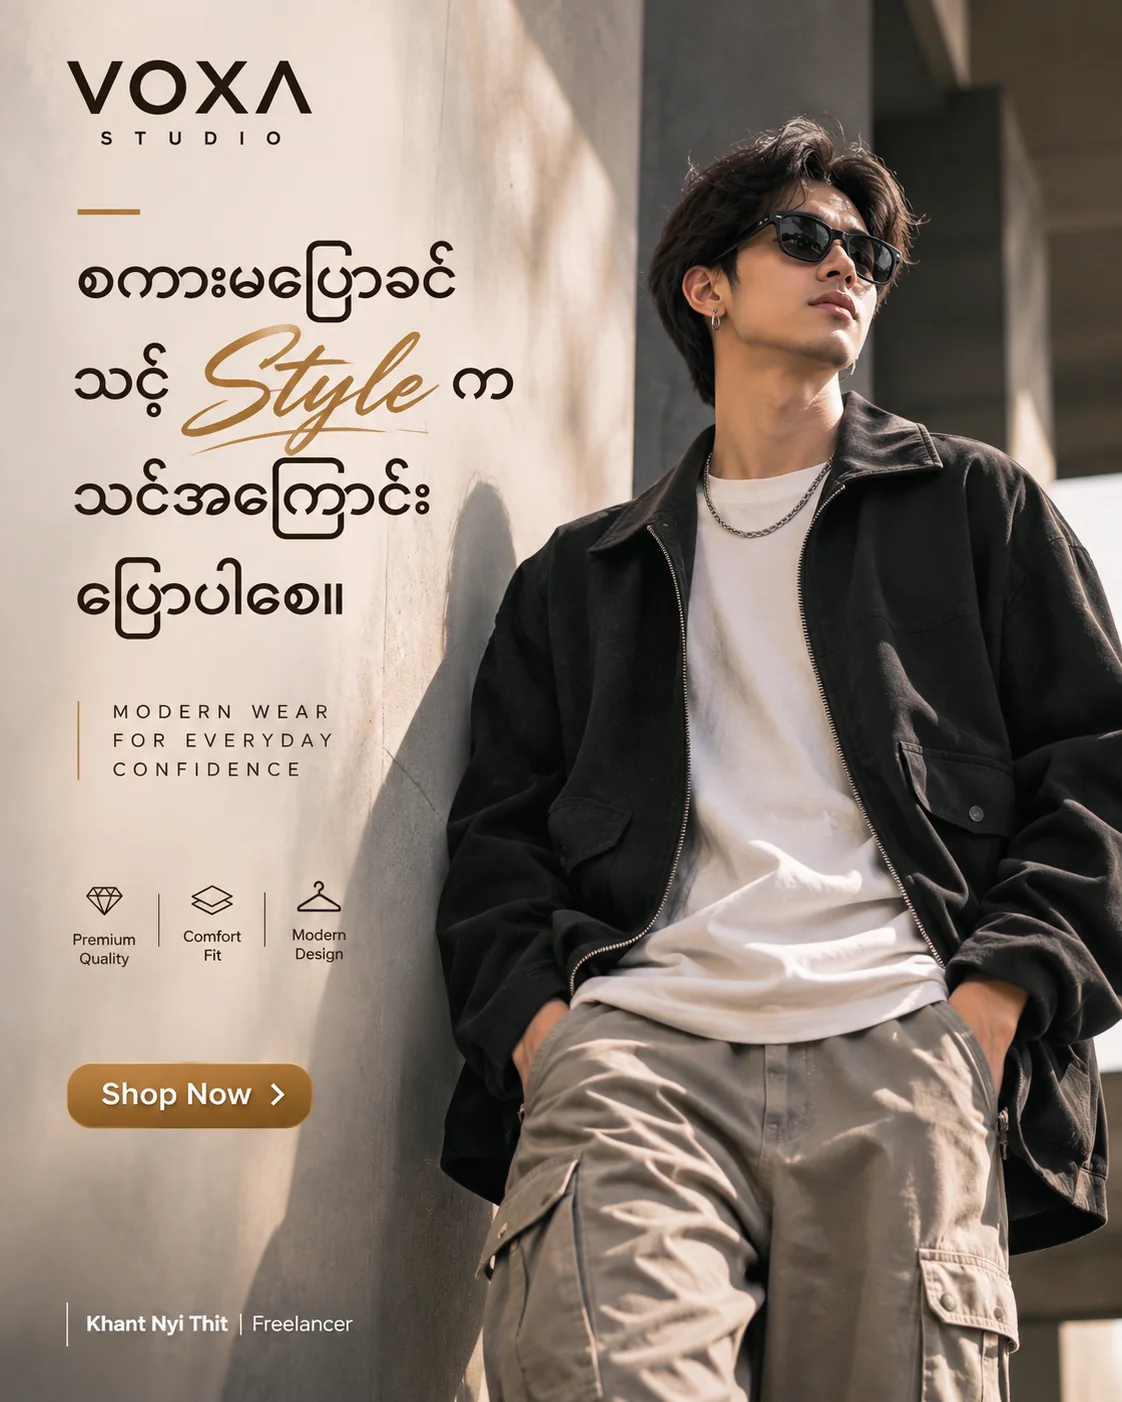 VOXA
STUDIO
စကားမပြောခင်
သင့် Style က
သင်အကြောင်း
ပြောပါစေ။
MODERN WEAR
FOR EVERYDAY
CONFIDENCE
Premium
Quality
Comfort
Fit
Modern
Design
Shop Now >
Khant Nyi Thit | Freelancer